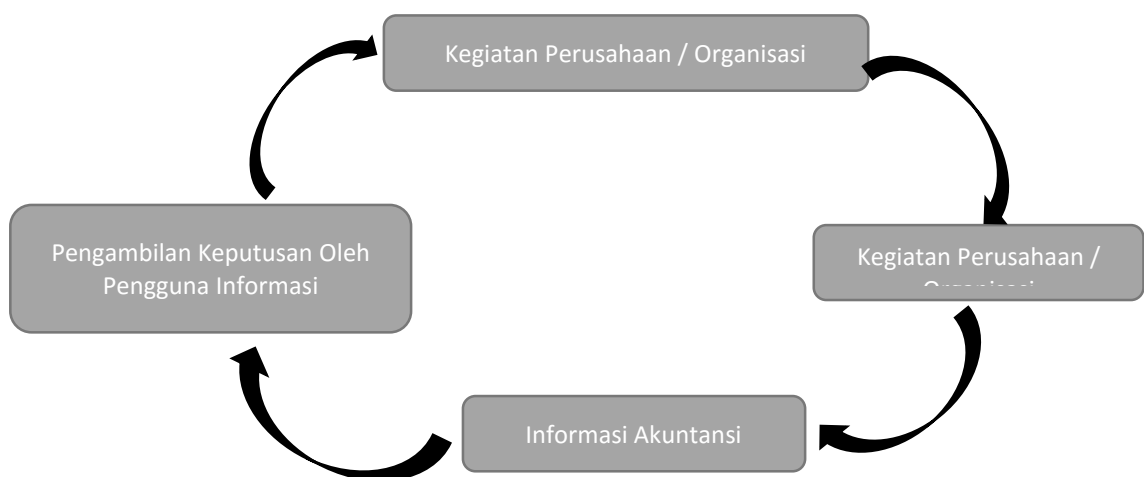 Kegiatan Perusahaan / Organisasi
Pengambilan Keputusan Oleh
Pengguna Informasi
Kegiatan Perusahaan /
Informasi Akuntansi